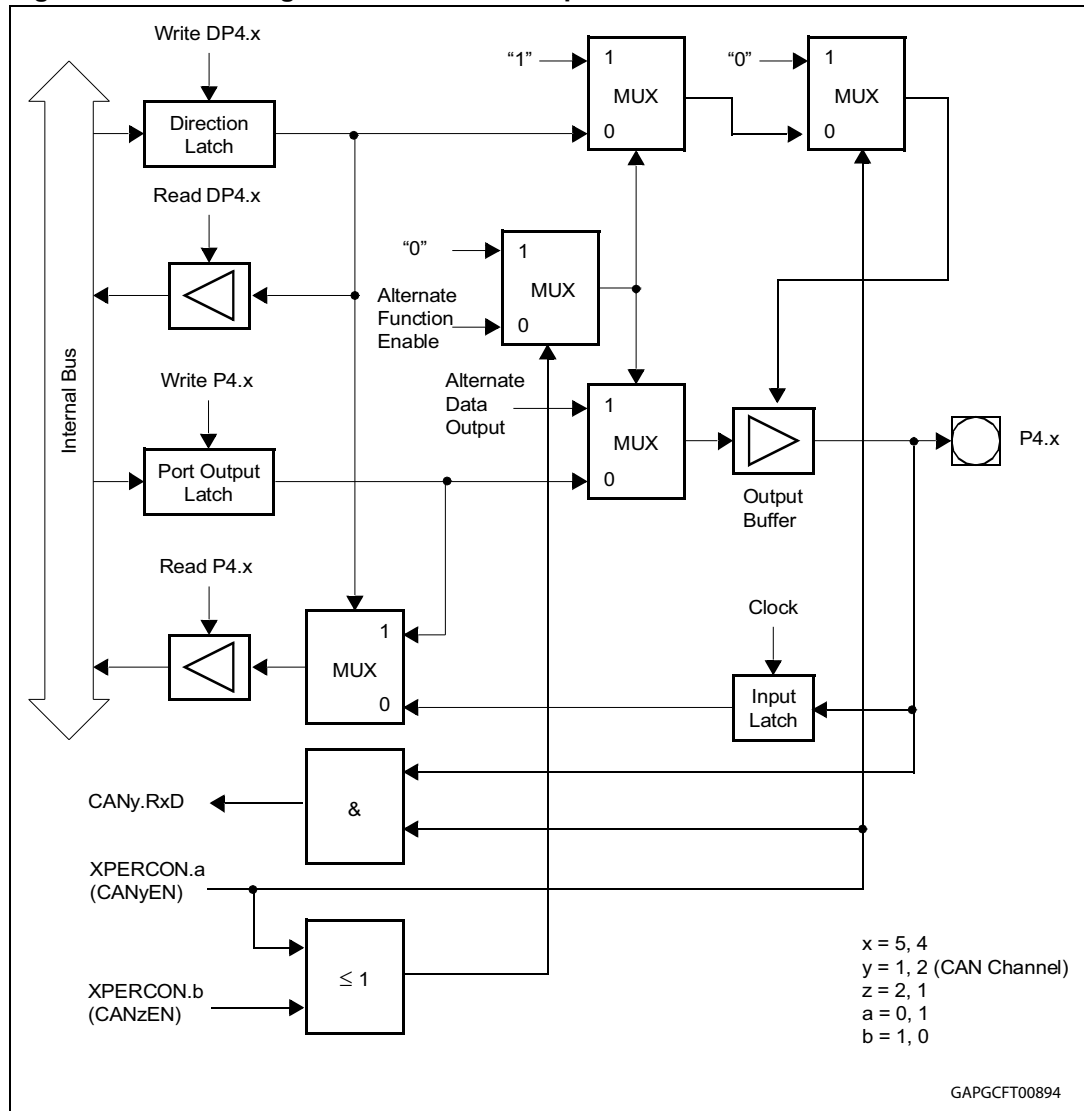 Write DP4.x
"1"
1
MUX
0
"0"
1
MUX
0
Direction
Latch
Read DP4.x
"0"
1
MUX
0
Alternate
Function
Enable
Internal Bus
Write P4.x
Alternate
Data
Output
1
MUX
0
P4.x
Port Output
Latch
Output
Buffer
Read P4.x
Clock
1
MUX
0
Input
Latch
CANy.RxD
&
XPERCON.a
(CANyEN)
≤ 1
XPERCON.b
(CANzEN)
x = 5, 4
y = 1, 2 (CAN Channel)
z = 2, 1
a = 0, 1
b = 1, 0
GAPGCFT00894